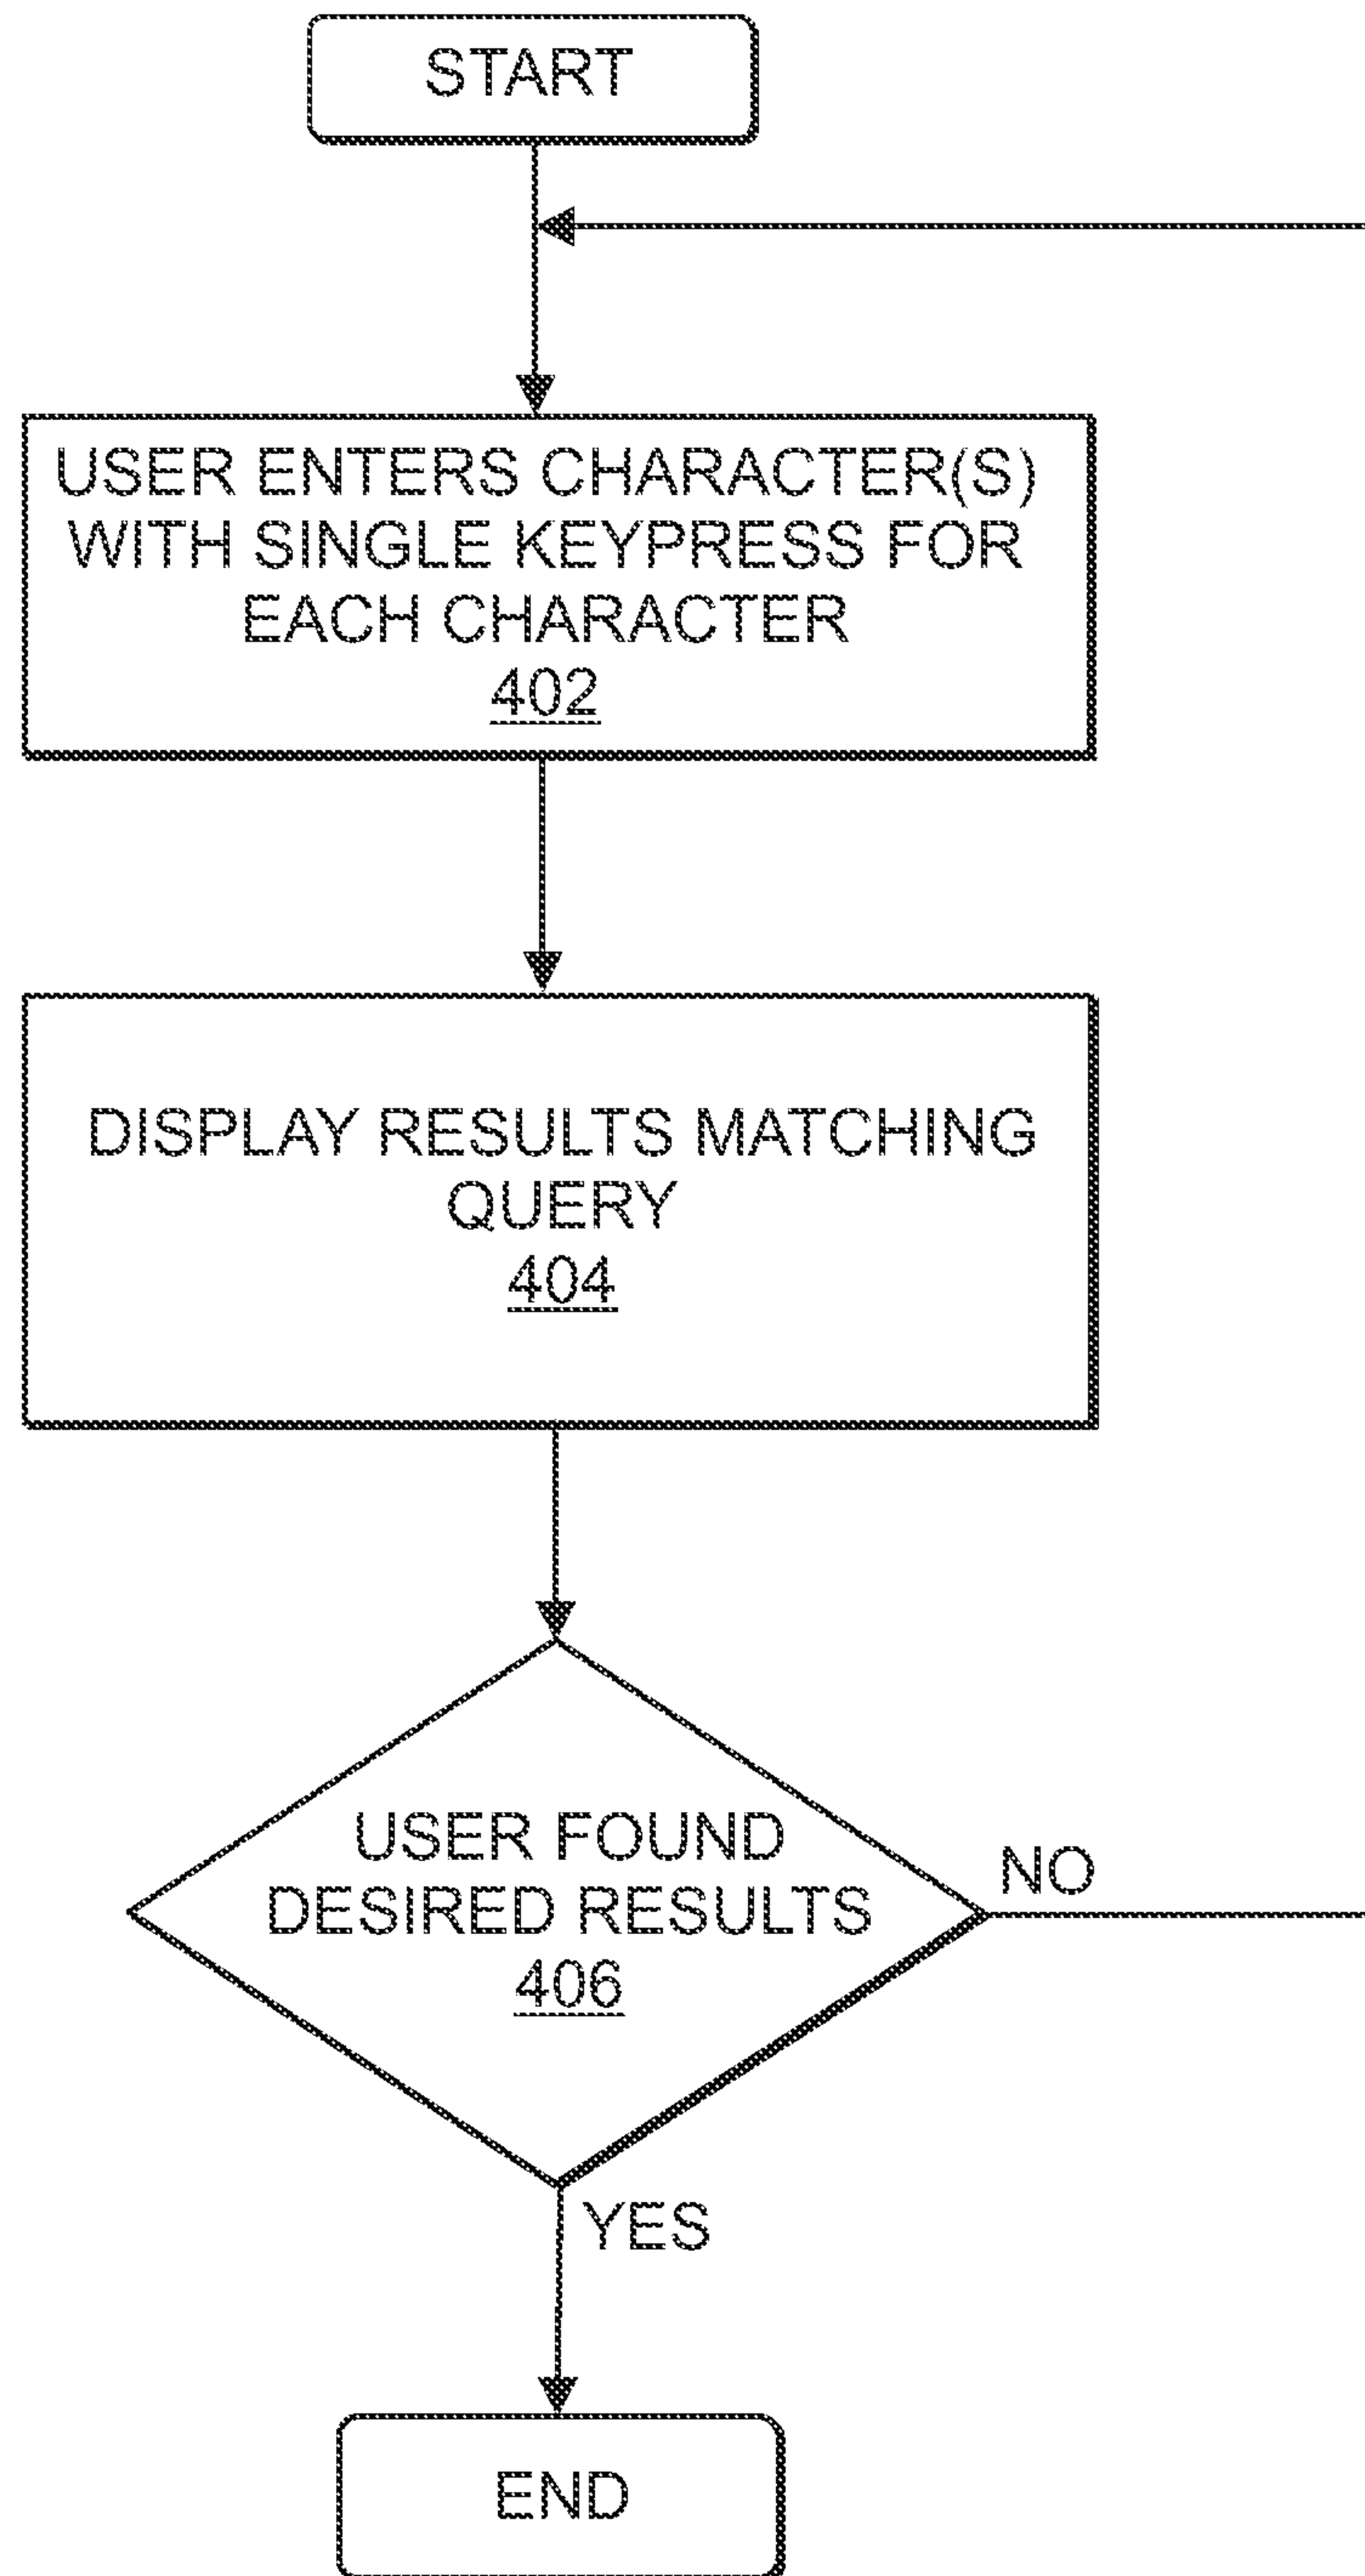 START
USER ENTERS CHARACTER(S)
WITH SINGLE KEYPRESS FOR
EACH CHARACTER
402
DISPLAY RESULTS MATCHING
QUERY
404
USER FOUND
DESIRED RESULTS
406
NO
YES
END